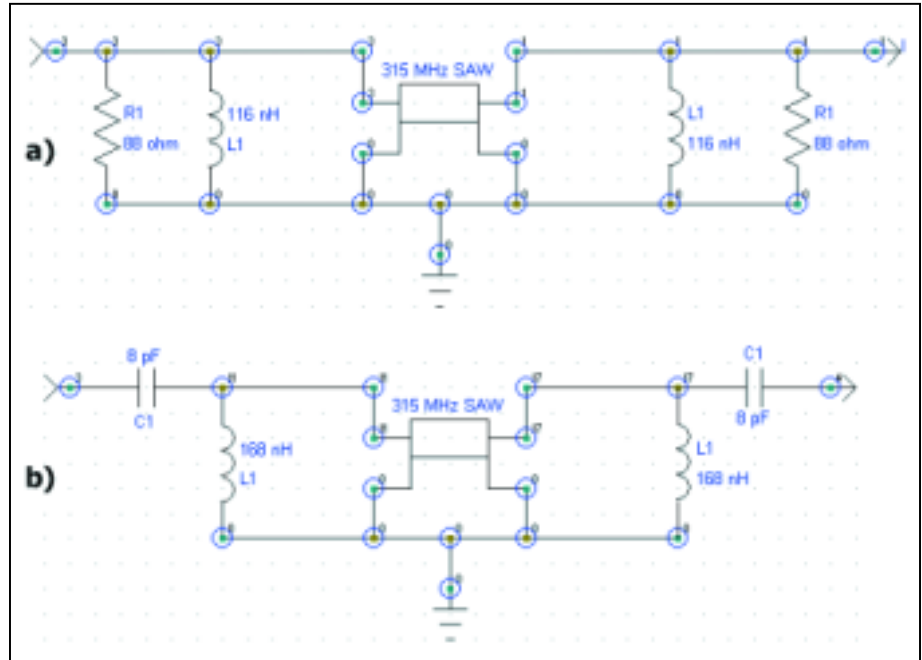 315 MHz SAW
R1
88 ohm
116 nH
L1
L1
116 nH
R1
88 ohm
a)
8 pF
C1
315 MHz SAW
C1
8 pF
168 nH
L1
L1
168 nH
b)